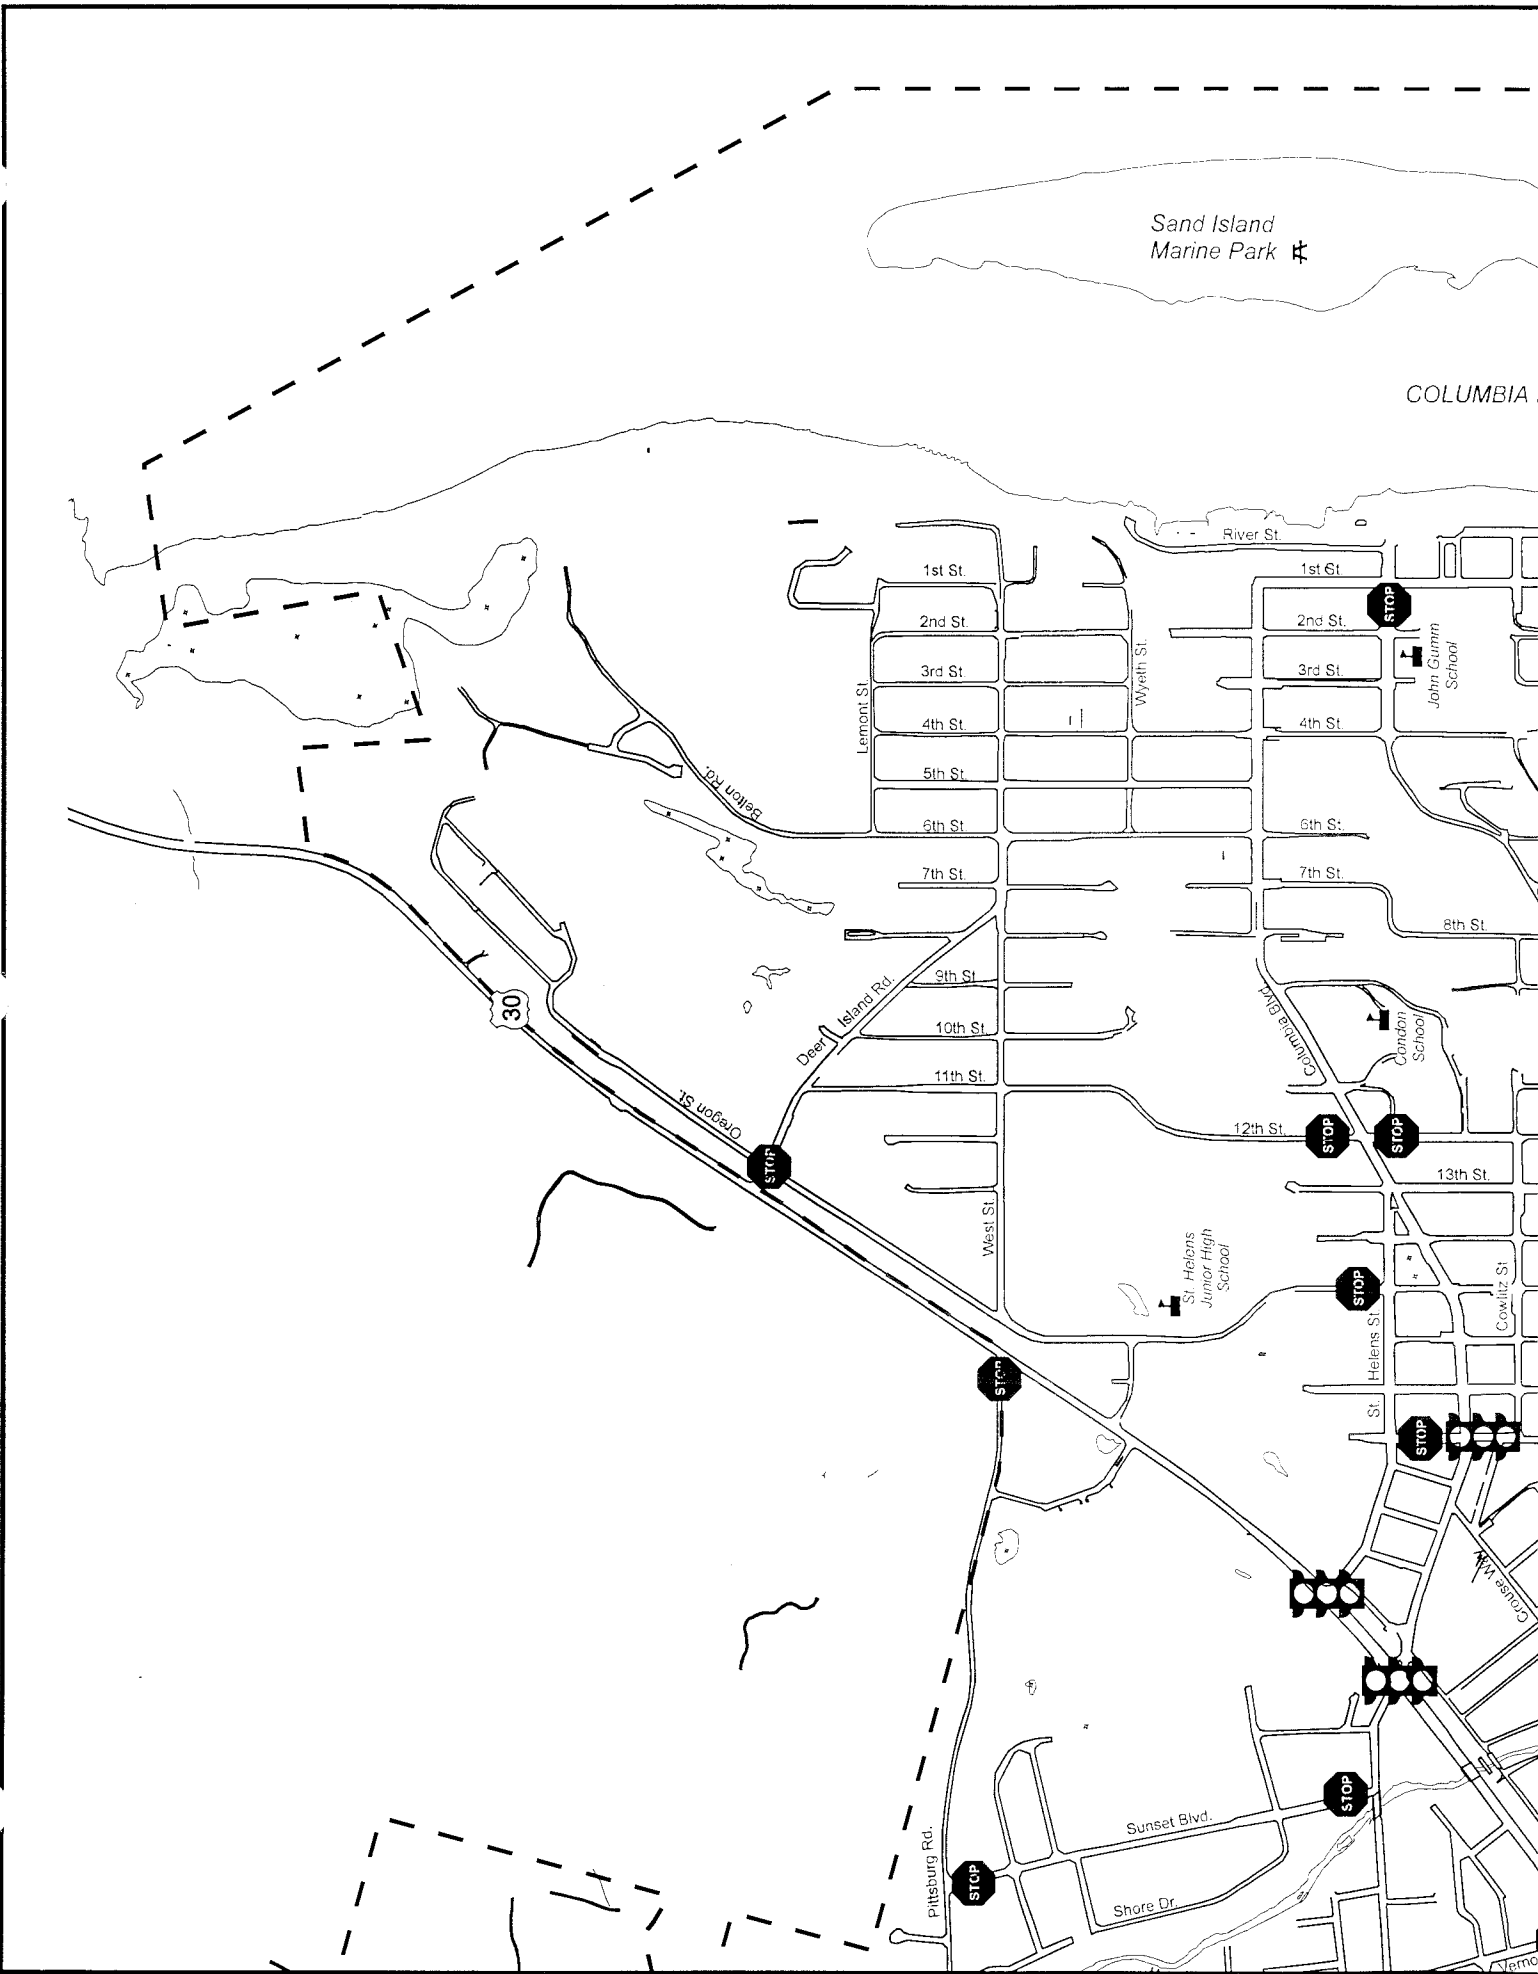 Sand Island
Marine Park
COLUMBIA
River St.
1st St.
1st St.
STOP
2nd St.
2nd St.
John Gumm
School
Wyeth St.
3rd St.
3rd St.
Lemont St.
4th St.
4th St.
5th St.
Belton Rd.
6th St.
6th St.
7th St.
7th St.
8th St.
9th St.
Deer Island Rd.
30
Columbia Blvd.
Condon
School
10th St.
11th St.
Oregon St.
12th St.
STOP
STOP
STOP
13th St.
West St.
St. Helens
Junior High
School
STOP
Cowlitz St
St. Helens St
STOP
STOP
Crouse W
STOP
Sunset Blvd.
Pittsburg Rd.
STOP
Shore Dr.
Verno